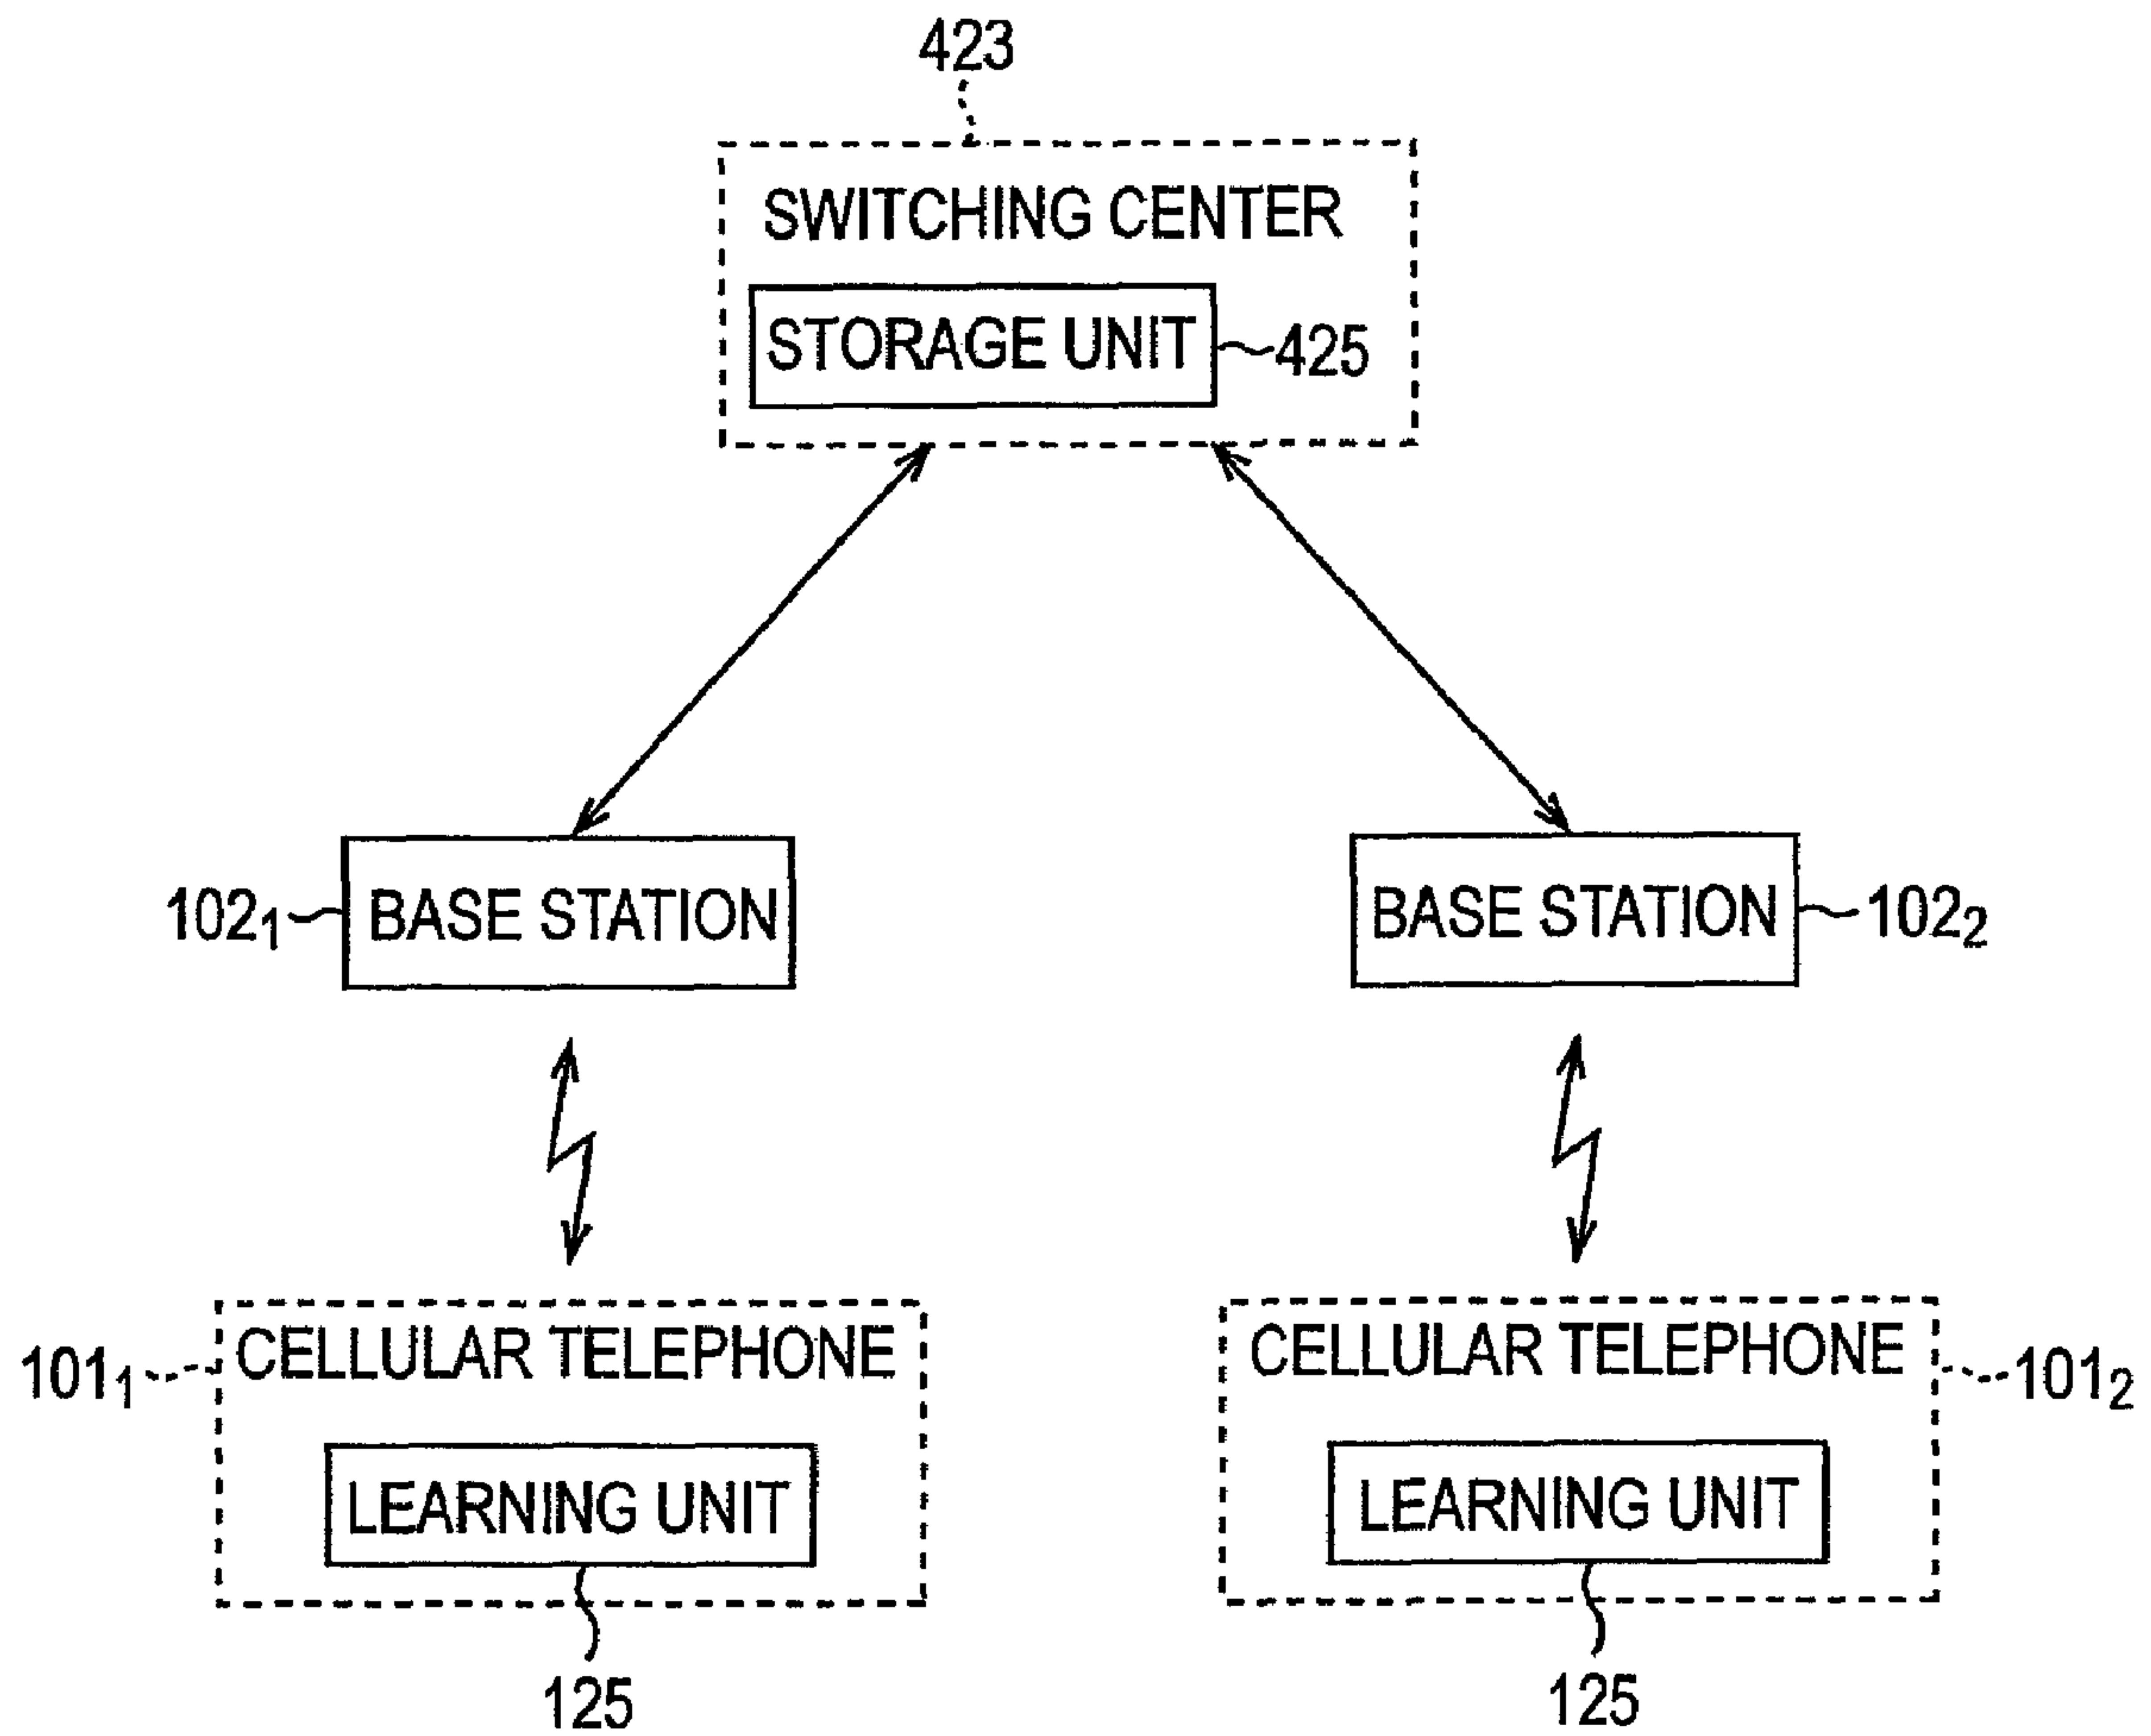 423
SWITCHING CENTER
STORAGE UNIT
425
102₁
BASE STATION
BASE STATION
102₂
101₁
CELLULAR TELEPHONE
CELLULAR TELEPHONE
101₂
LEARNING UNIT
LEARNING UNIT
125
125